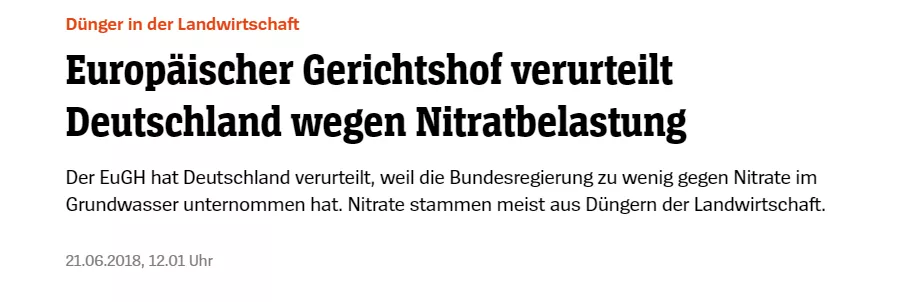 Dünger in der Landwirtschaft
Europäischer Gerichtshof verurteilt
Deutschland wegen Nitratbelastung
Der EuGH hat Deutschland verurteilt, weil die Bundesregierung zu wenig gegen Nitrate im
Grundwasser unternommen hat. Nitrate stammen meist aus Düngern der Landwirtschaft.
21.06.2018, 12.01 Uhr